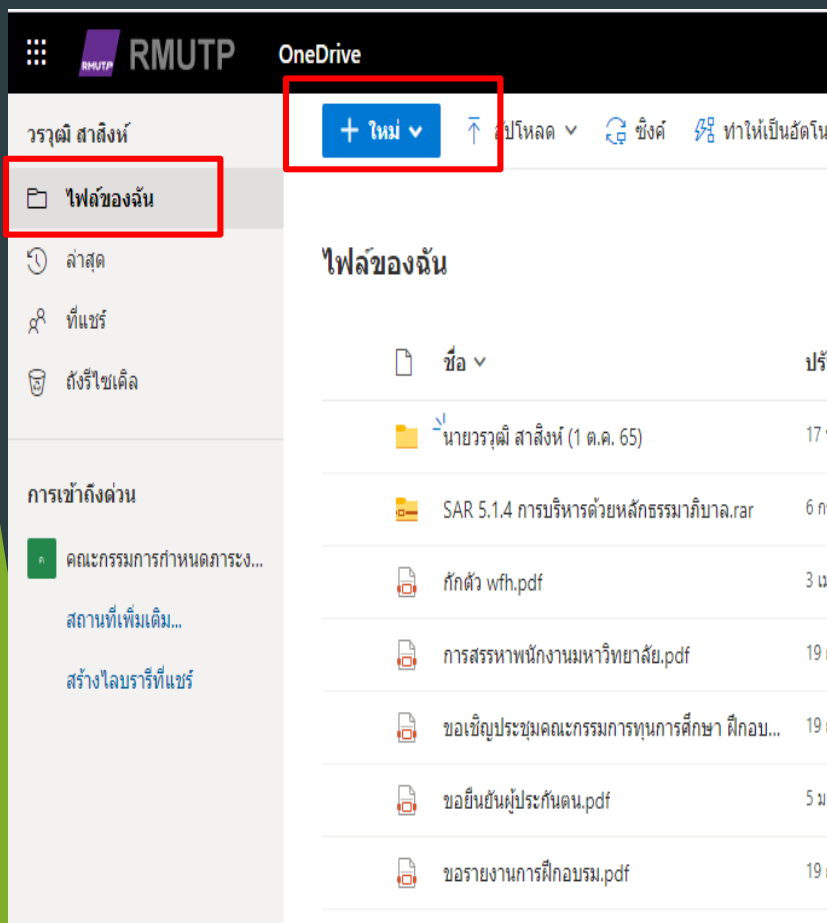 RMUTP RMUTP OneDrive
วรวุฒิ สาสิงห์
+ ใหม่ อัปโหลด ซิงค์ ทำให้เป็นอัตโน
ไฟล์ของฉัน
ล่าสุด
ที่แชร์
ถังรีไซเคิล
การเข้าถึงด่วน
ค คณะกรรมการกำหนดภาระง...
สถานที่เพิ่มเติม...
สร้างไลบรารีที่แชร์
ไฟล์ของฉัน
ชื่อ ปรั
นายวรวุฒิ สาสิงห์ (1 ต.ค. 65) 17
SAR 5.1.4 การบริหารด้วยหลักธรรมาภิบาล.rar 6 ก
กักตัว wfh.pdf 3 เม
การสรรหาพนักงานมหาวิทยาลัย.pdf 19
ขอเชิญประชุมคณะกรรมการทุนการศึกษา ฝึกอบ... 19
ขอยืนยันผู้ประกันตน.pdf 5 ม
ขอรายงานการฝึกอบรม.pdf 19